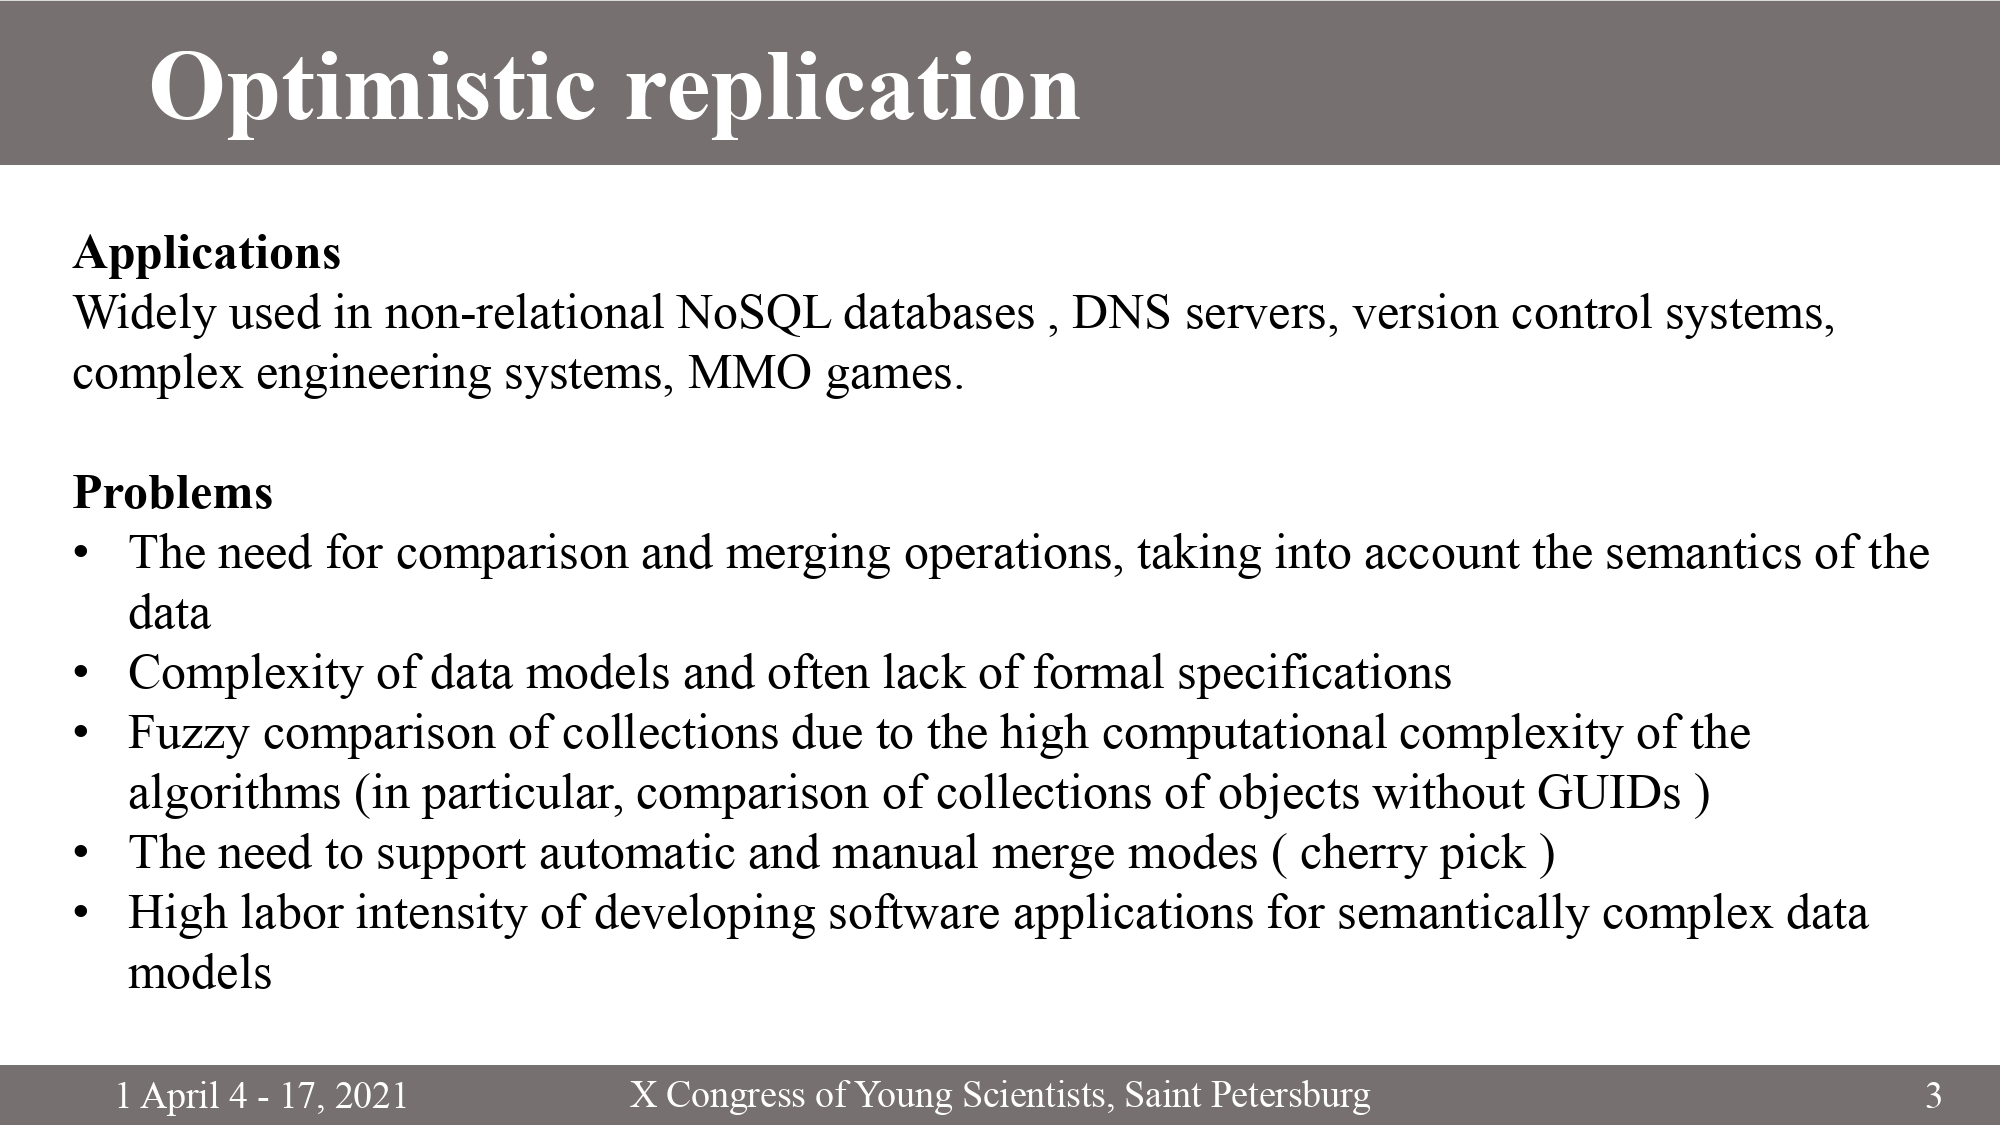 Optimistic replication
Applications
Widely used in non-relational NoSQL databases , DNS servers, version control systems,
complex engineering systems, MMO games.
Problems
• The need for comparison and merging operations, taking into account the semantics of the
data
• Complexity of data models and often lack of formal specifications
• Fuzzy comparison of collections due to the high computational complexity of the
algorithms (in particular, comparison of collections of objects without GUIDs )
• The need to support automatic and manual merge modes ( cherry pick )
• High labor intensity of developing software applications for semantically complex data
models
1 April 4 - 17, 2021
X Congress of Young Scientists, Saint Petersburg
3